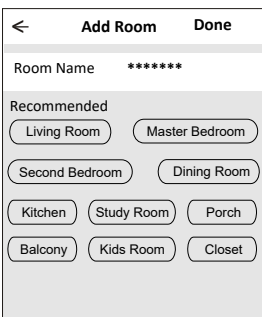 Add Room Done
Room Name *******
Recommended
Living Room Master Bedroom
Second Bedroom Dining Room
Kitchen Study Room Porch
Balcony Kids Room Closet